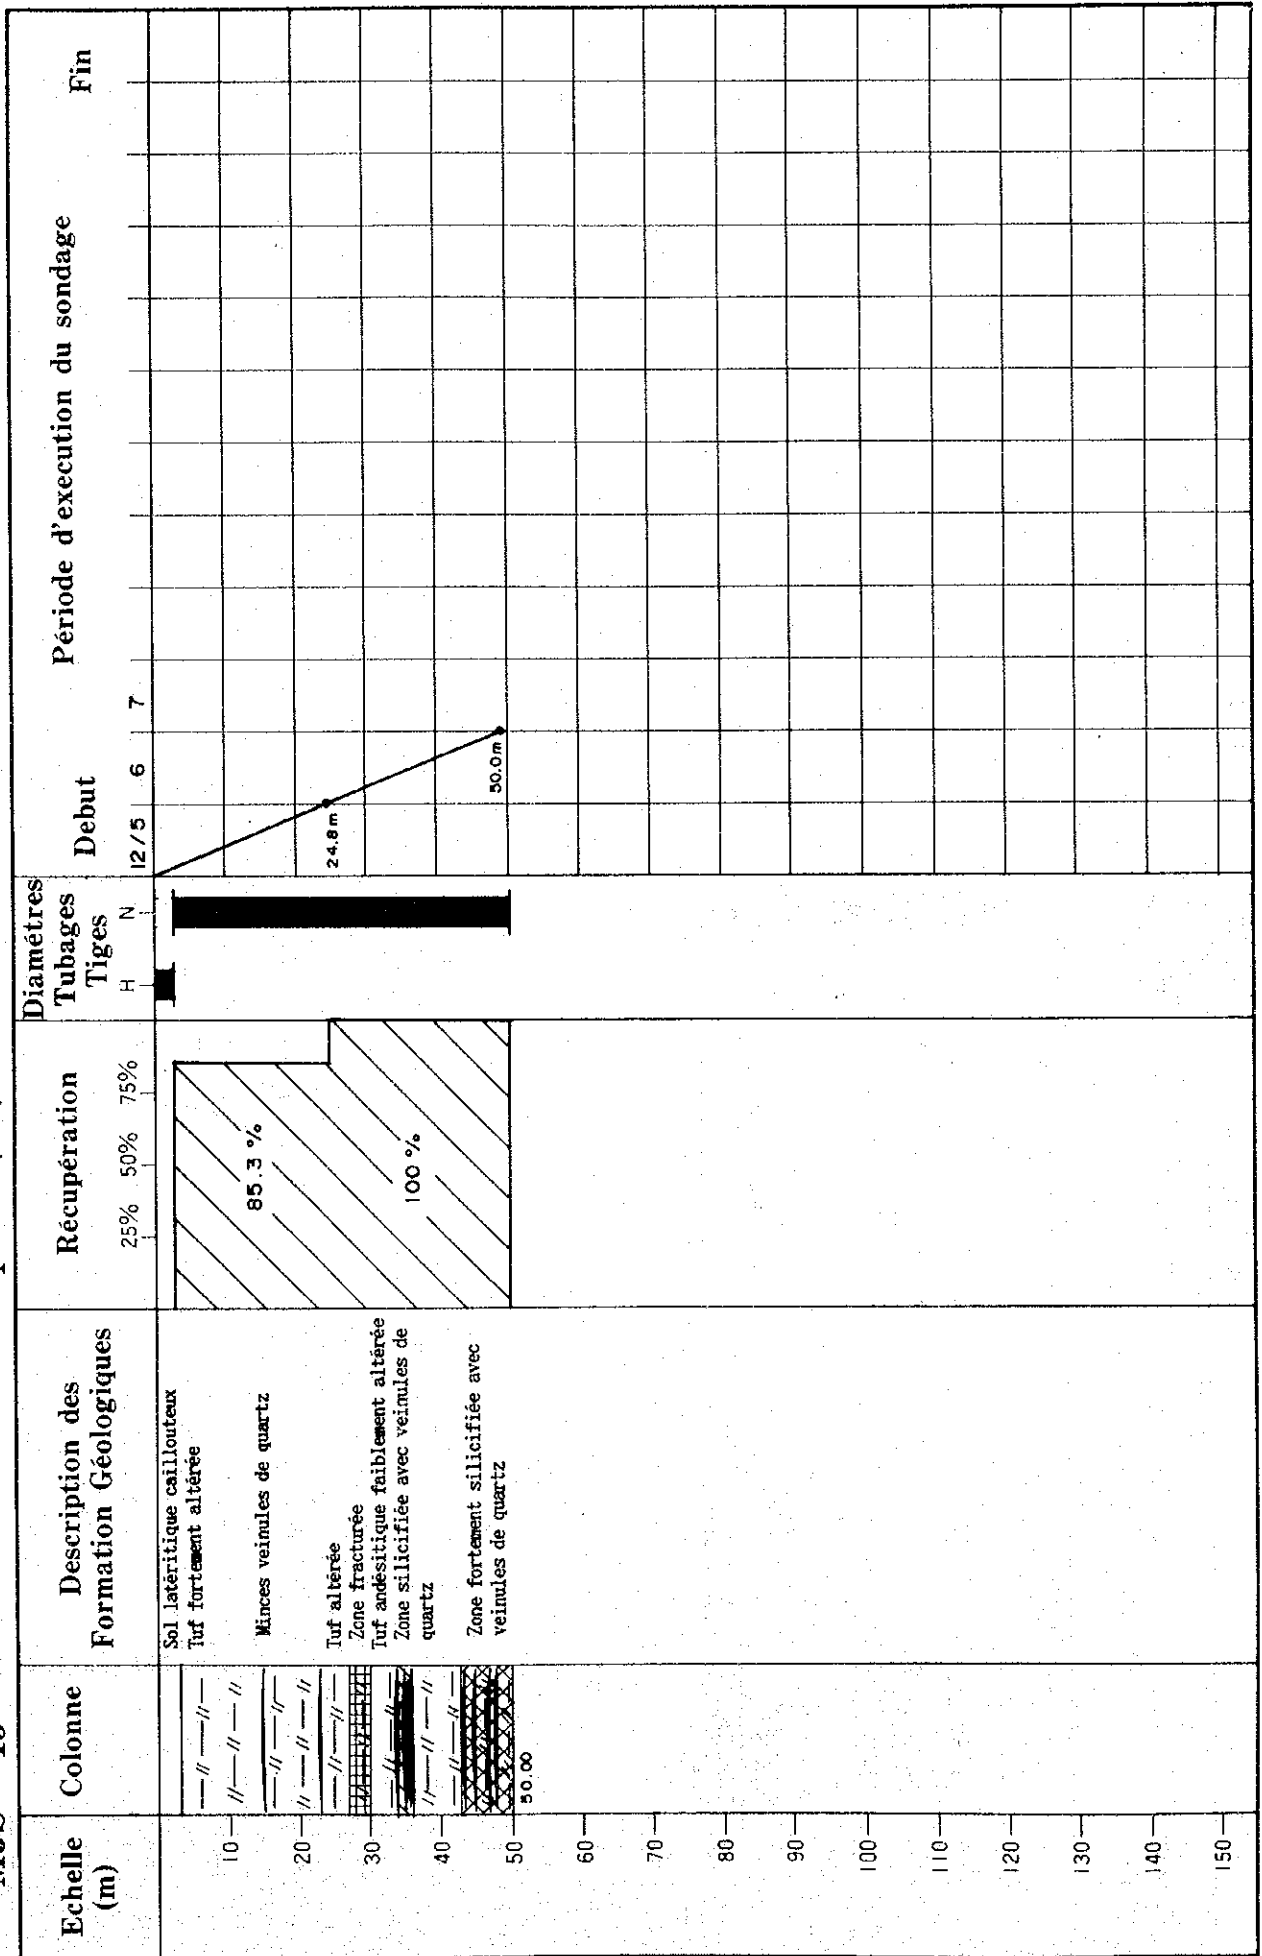 Echelle
(m)
Colonne
Description des
Formation Géologiques
Récupération
25% 50% 75%
Diamétres
Tubages
Tiges
H N
Debut
Période d'execution du sondage
Fin
12/5 6 7
Sol latéritique caillouteux
Tuf fortement altérée
Minces veinules de quartz
Tuf altérée
Zone fracturée
Tuf andésitique faiblement altérée
Zone silicifiée avec veinules de
quartz
Zone fortement silicifiée avec
veinules de quartz
50.00
85.3 %
100 %
24.8 m
50.0 m
10
20
30
40
50
60
70
80
90
100
110
120
130
140
150